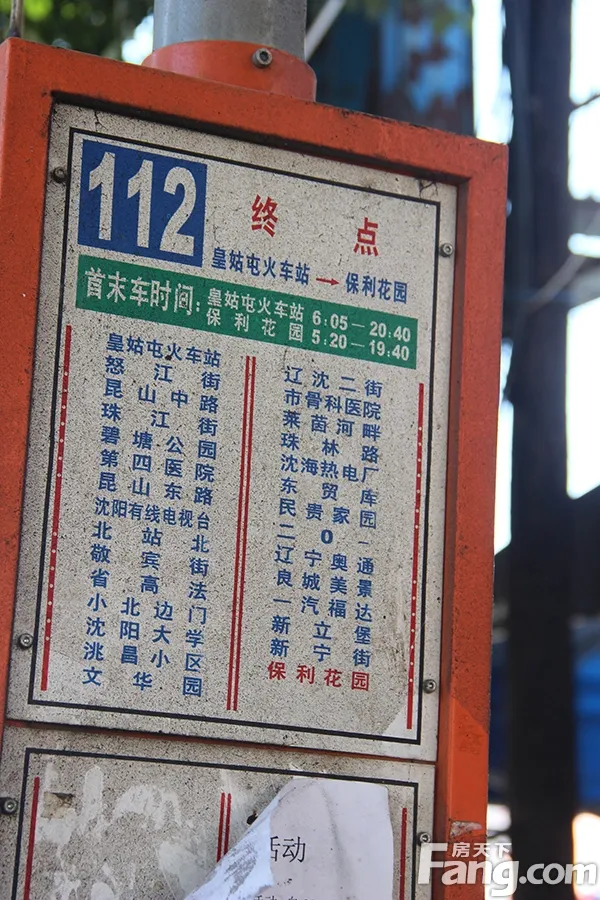 112
终点
皇姑屯火车站 → 保利花园
首末车时间:
皇姑屯火车站 6:05—20:40
保利花园 5:20—19:40
皇姑屯火车站
怒江街
昆山中路
珠江街
碧塘公园
第四医院
昆山东路
沈阳有线电视台
北站北
敬宾街
省高法
小北边门
沈阳大学
洮昌小区
文华园
辽沈二街
市骨科医院
莱茵河畔
珠林路
沈海热电厂
东贸库
民贵家园
二0一
辽宁奥通
良城美景
一汽福达
新立堡
新宁街
保利花园
活动
房天下
Fang.com